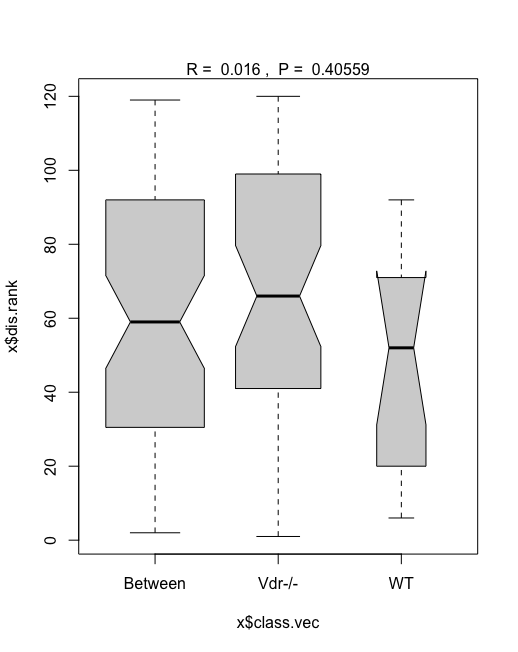 R = 0.016 , P = 0.40559
120
100
80
60
40
20
0
x$dis.rank
Between Vdr-/- WT
x$class.vec